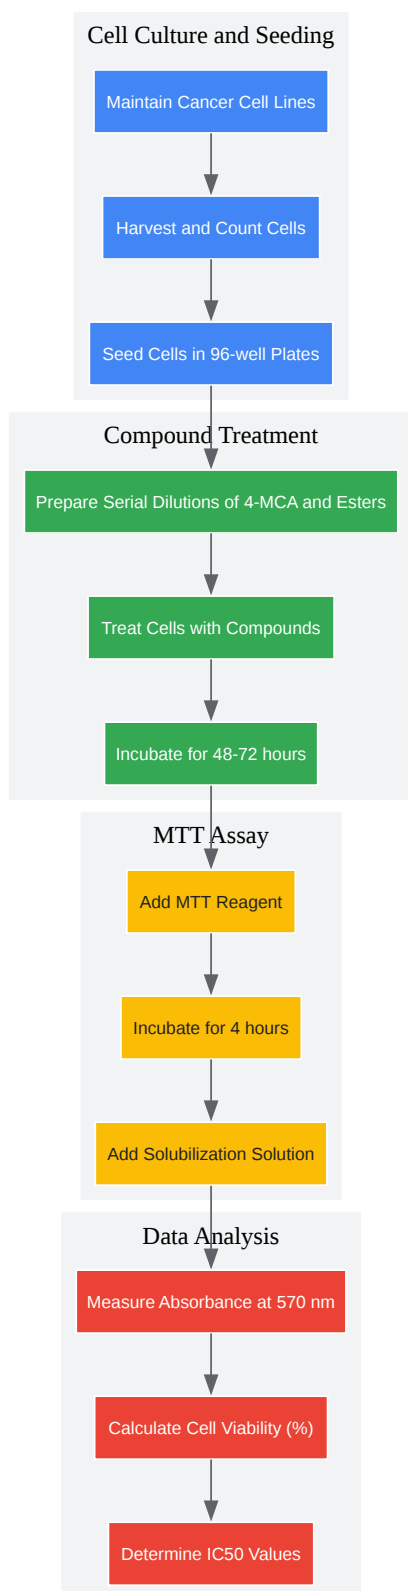 Cell Culture and Seeding
Maintain Cancer Cell Lines
Harvest and Count Cells
Seed Cells in 96-well Plates
Compound Treatment
Prepare Serial Dilutions of 4-MCA and Esters
Treat Cells with Compounds
Incubate for 48-72 hours
MTT Assay
Add MTT Reagent
Incubate for 4 hours
Add Solubilization Solution
Data Analysis
Measure Absorbance at 570 nm
Calculate Cell Viability (%)
Determine IC50 Values